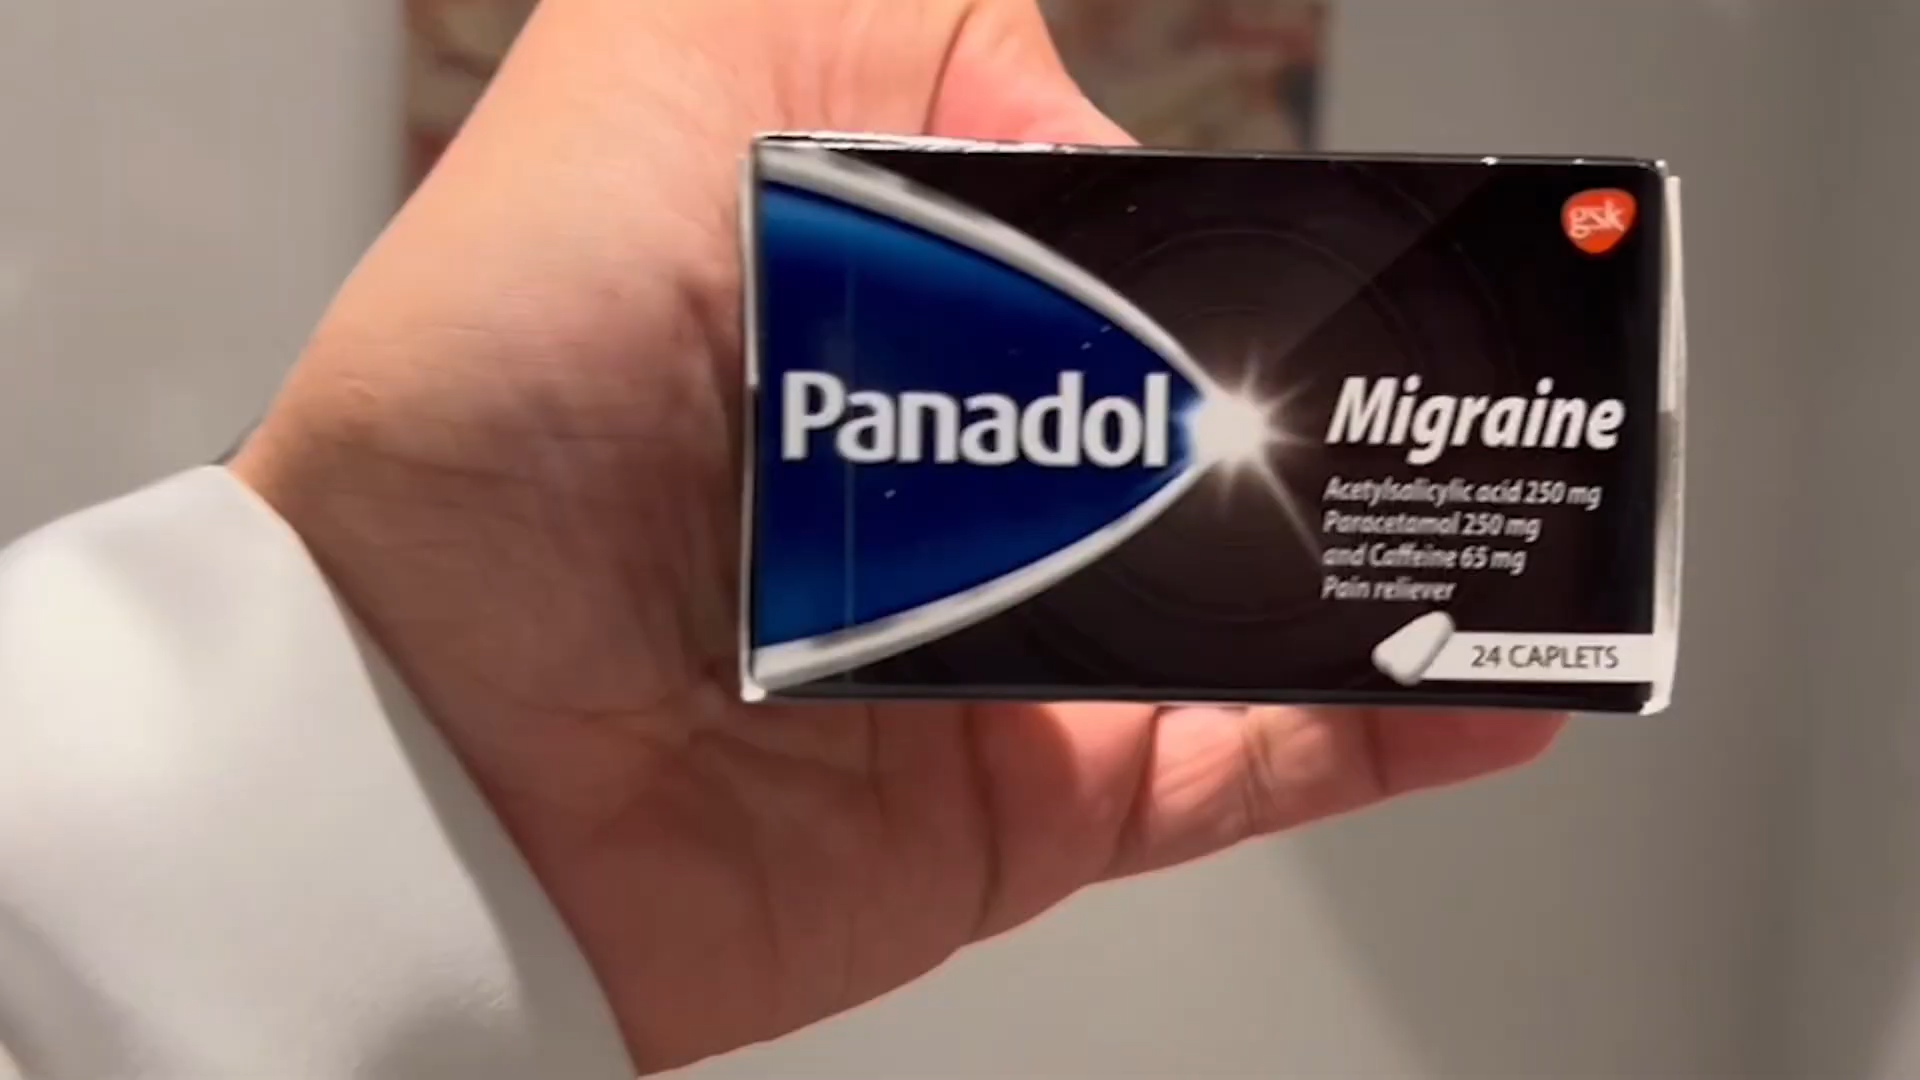 gsk
Panadol
Migraine
Acetylsalicylic acid 250 mg
Paracetamol 250 mg
and Caffeine 65 mg
Pain reliever
24 CAPLETS